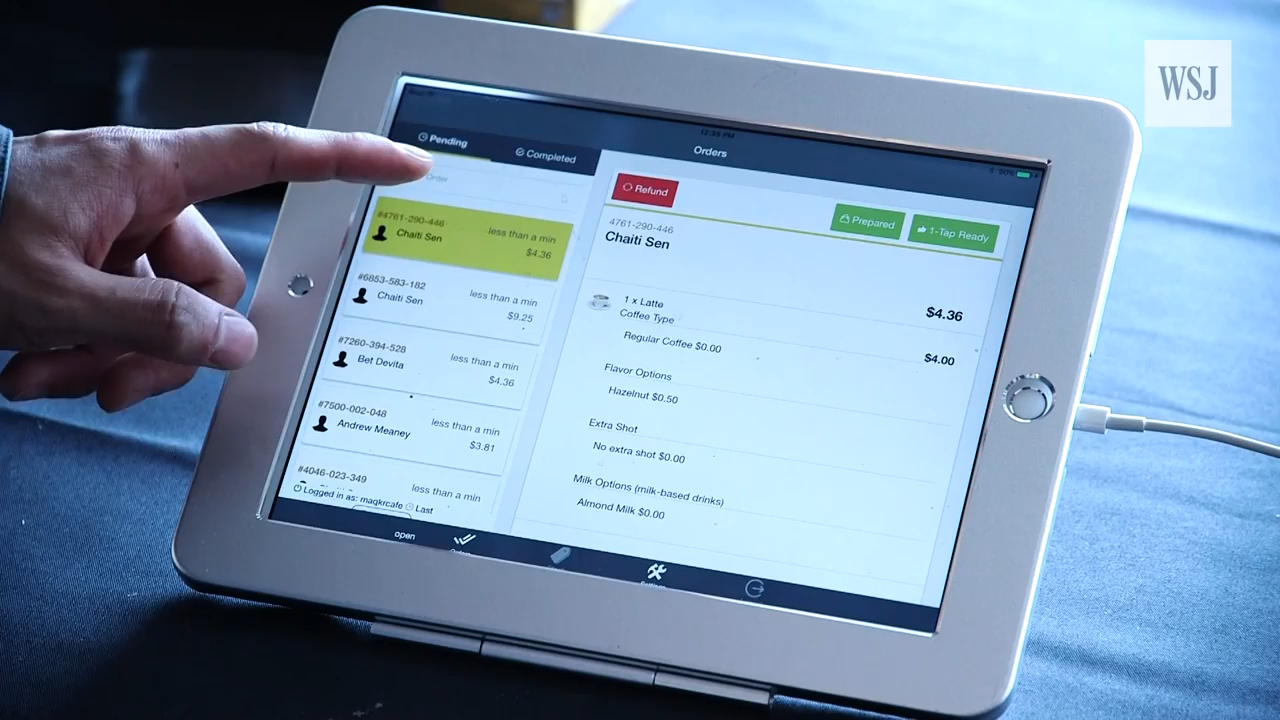 WSJ
12:35 PM
Orders
Pending
Completed
Order
#4761-290-446
Chaiti Sen
less than a min
$4.36
#6853-583-182
Chaiti Sen
less than a min
$9.25
#7260-394-528
Bet Devita
less than a min
$4.36
#7500-002-048
Andrew Meaney
less than a min
$3.81
#4046-023-349
less than a min
Logged in as: maqkrcafe Last
Refund
Prepared
1-Tap Ready
4761-290-446
Chaiti Sen
1 x Latte
$4.36
Coffee Type
$4.00
Regular Coffee $0.00
Flavor Options
Hazelnut $0.50
Extra Shot
No extra shot $0.00
Milk Options (milk-based drinks)
Almond Milk $0.00
open
Settings